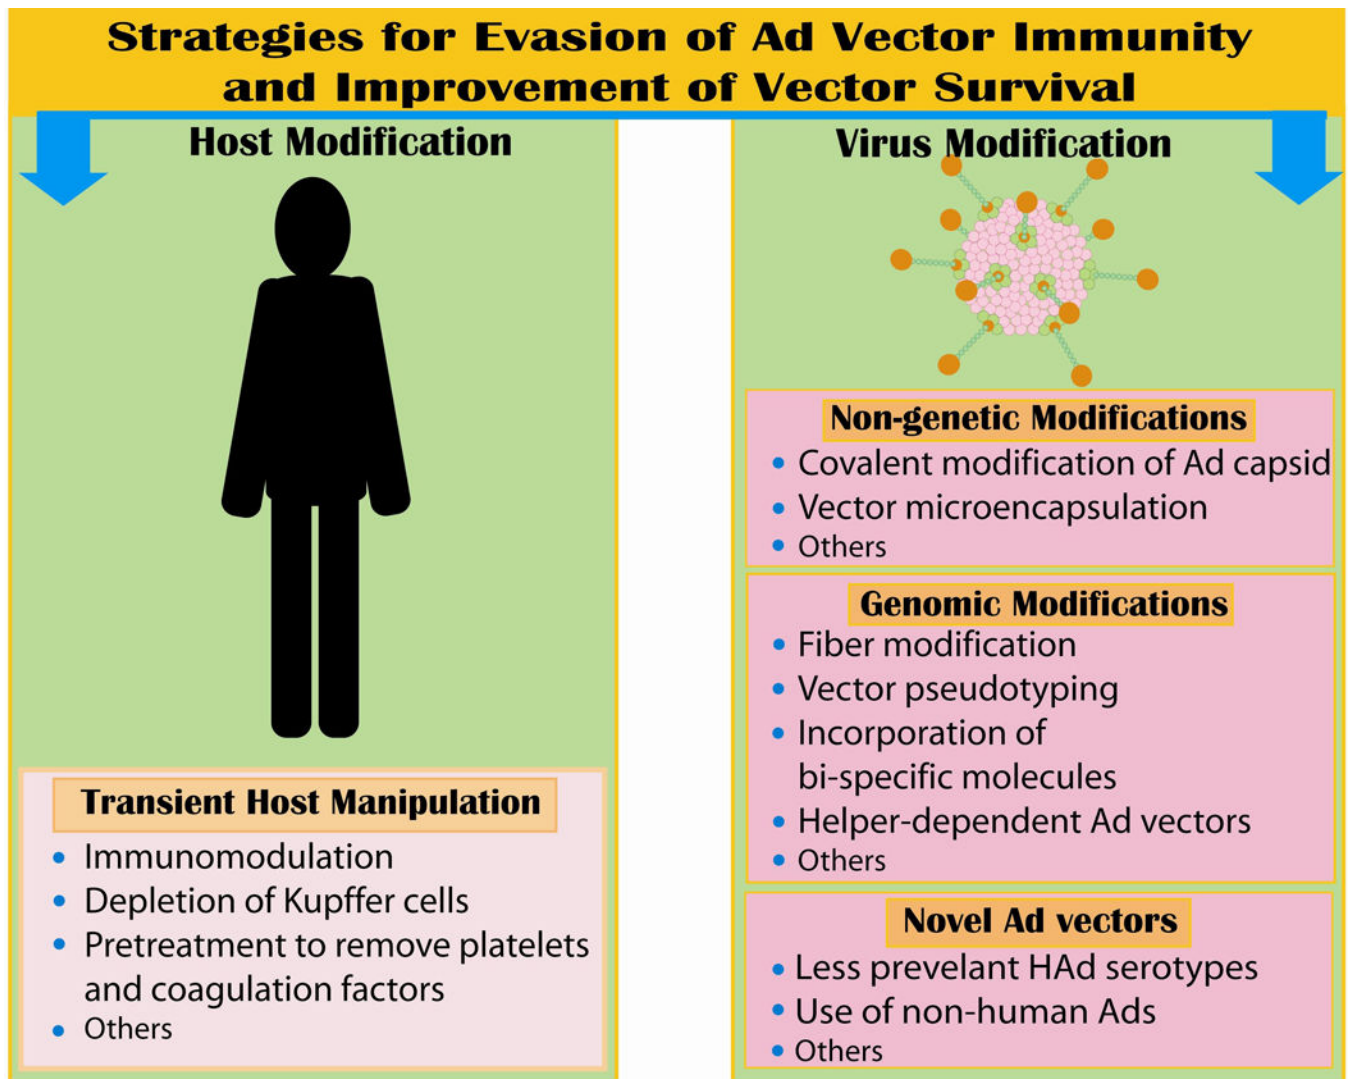 Strategies for Evasion of Ad Vector Immunity
and Improvement of Vector Survival
Host Modification
Transient Host Manipulation
• Immunomodulation
• Depletion of Kupffer cells
• Pretreatment to remove platelets
and coagulation factors
• Others
Virus Modification
Non-genetic Modifications
• Covalent modification of Ad capsid
• Vector microencapsulation
• Others
Genomic Modifications
• Fiber modification
• Vector pseudotyping
• Incorporation of
bi-specific molecules
• Helper-dependent Ad vectors
• Others
Novel Ad vectors
• Less prevelant HAd serotypes
• Use of non-human Ads
• Others